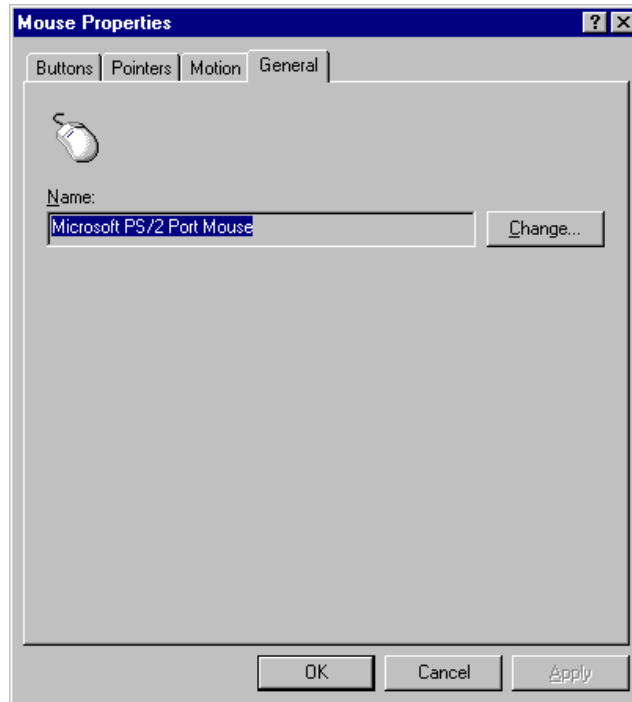 Mouse Properties
Buttons Pointers Motion General
Name:
Microsoft PS/2 Port Mouse Change...
OK Cancel Apply